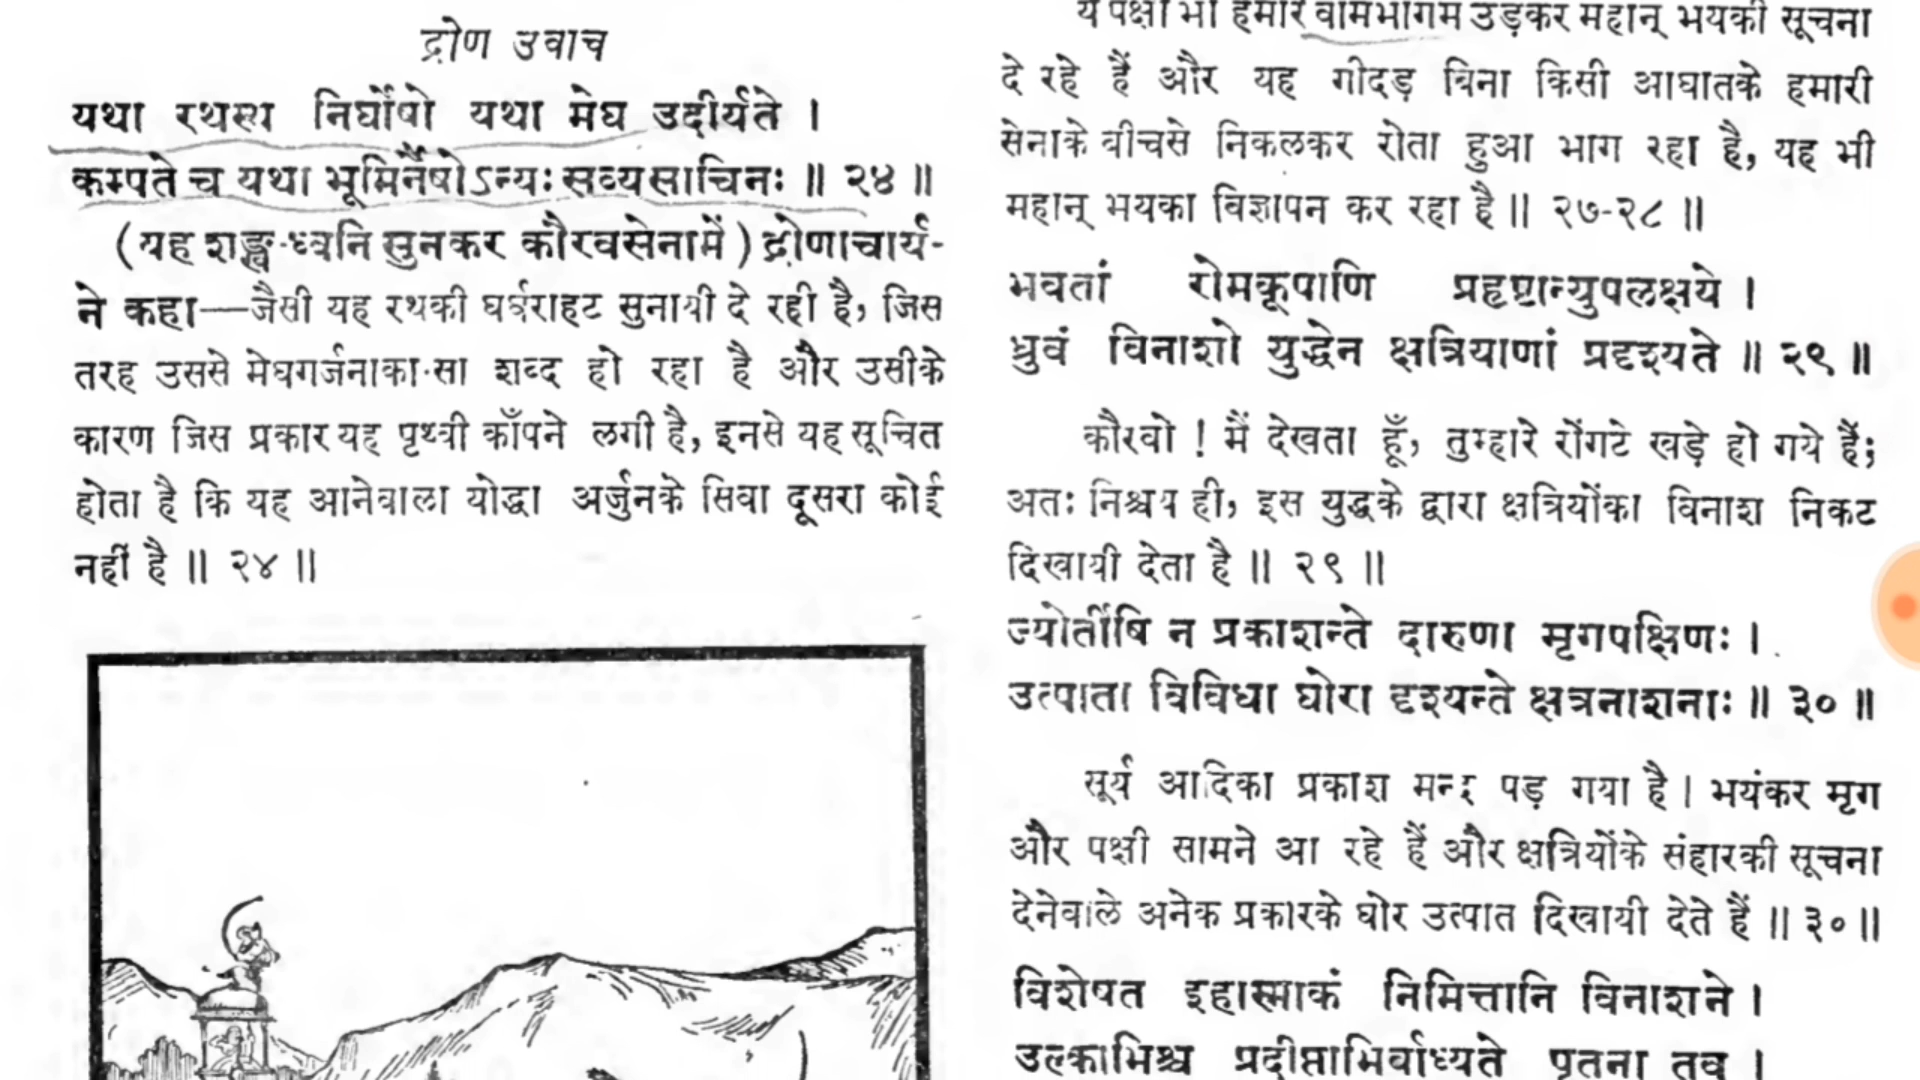 द्रोण उवाच
यथा रथस्य निर्घोषो यथा मेघ उदीर्यते ।
कम्पते च यथा भूमिर्नैषोऽन्यः सव्यसाचिनः ॥ २४ ॥
(यह शङ्ख-ध्वनि सुनकर कौरवसेनामें) द्रोणाचार्य-
ने कहा—जैसी यह रथकी घर्घराहट सुनायी दे रही है, जिस
तरह उससे मेघगर्जनाका-सा शब्द हो रहा है और उसीके
कारण जिस प्रकार यह पृथ्वी काँपने लगी है, इनसे यह सूचित
होता है कि यह आनेवाला योद्धा अर्जुनके सिवा दूसरा कोई
नहीं है ॥ २४ ॥
ये पक्षी भी हमारे वामभागमें उड़कर महान् भयकी सूचना
दे रहे हैं और यह गीदड़ बिना किसी आघातके हमारी
सेनाके बीचसे निकलकर रोता हुआ भाग रहा है, यह भी
महान् भयका विज्ञापन कर रहा है ॥ २७-२८ ॥
भवतां रोमकूपाणि प्रहृष्टान्युपलक्षये ।
ध्रुवं विनाशो युद्धेन क्षत्रियाणां प्रदृश्यते ॥ २९ ॥
कौरवो ! मैं देखता हूँ, तुम्हारे रोंगटे खड़े हो गये हैं;
अतः निश्चय ही, इस युद्धके द्वारा क्षत्रियोंका विनाश निकट
दिखायी देता है ॥ २९ ॥
ज्योतींषि न प्रकाशन्ते दारुणा मृगपक्षिणः ।
उत्पाता विविधा घोरा दृश्यन्ते क्षत्रनाशनाः ॥ ३० ॥
सूर्य आदिका प्रकाश मन्द पड़ गया है । भयंकर मृग
और पक्षी सामने आ रहे हैं और क्षत्रियोंके संहारकी सूचना
देनेवाले अनेक प्रकारके घोर उत्पात दिखायी देते हैं ॥ ३० ॥
विशेषत इहास्माकं निमित्तानि विनाशने ।
उल्काभिश्च प्रदीप्ताभिर्बाध्यते पृतना तव ।